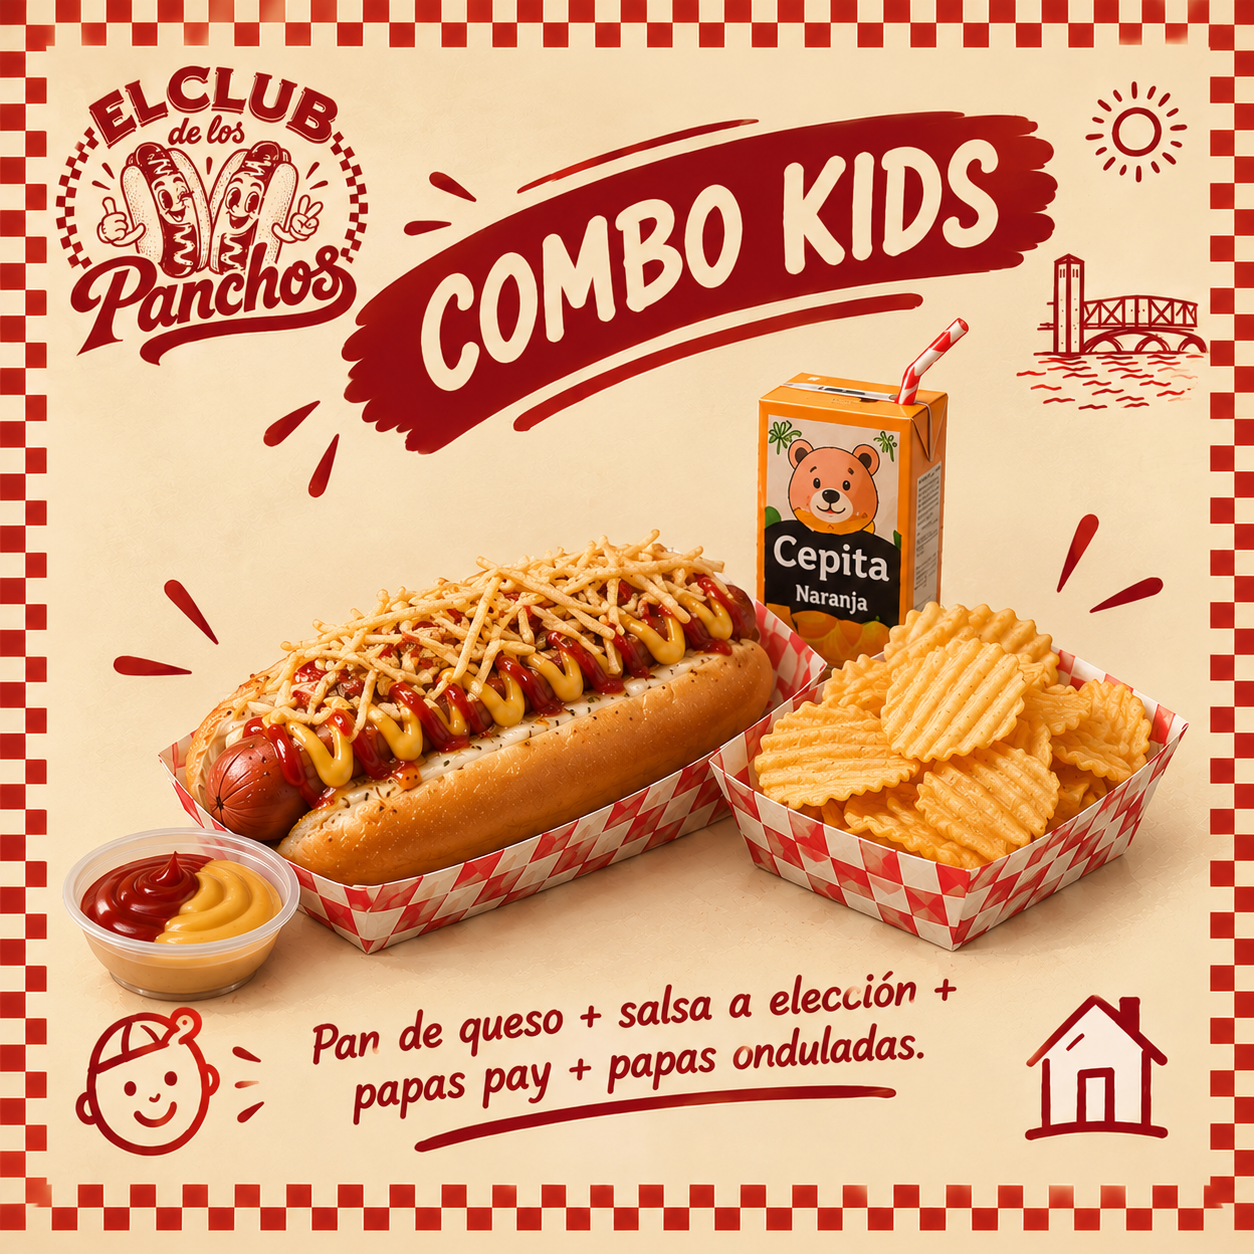 EL CLUB
de los
Panchos
COMBO KIDS
Cepita
Naranja
Pan de queso + salsa a elección +
papas pay + papas onduladas.